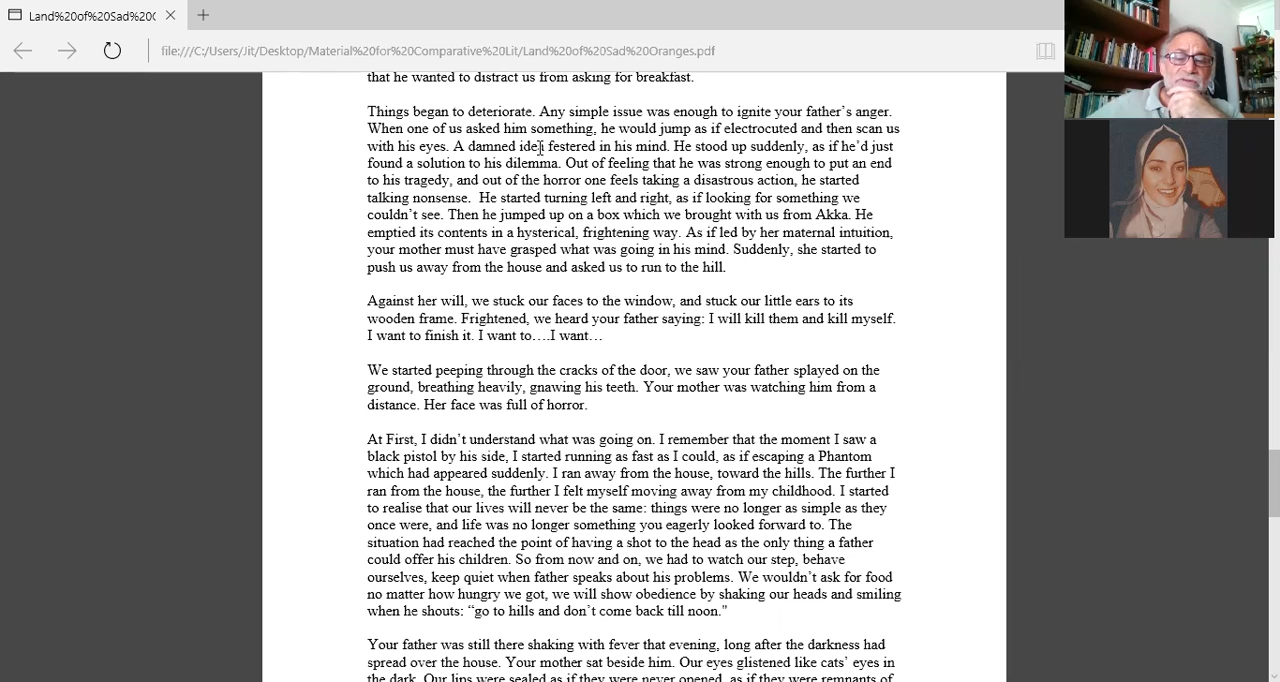 Land%20of%20Sad%20(
file:///C:/Users/Jit/Desktop/Material%20for%20Comparative%20Lit/Land%20of%20Sad%20Oranges.pdf
that he wanted to distract us from asking for breakfast.
Things began to deteriorate. Any simple issue was enough to ignite your father's anger.
When one of us asked him something, he would jump as if electrocuted and then scan us
with his eyes. A damned idea festered in his mind. He stood up suddenly, as if he'd just
found a solution to his dilemma. Out of feeling that he was strong enough to put an end
to his tragedy, and out of the horror one feels taking a disastrous action, he started
talking nonsense.  He started turning left and right, as if looking for something we
couldn't see. Then he jumped up on a box which we brought with us from Akka. He
emptied its contents in a hysterical, frightening way. As if led by her maternal intuition,
your mother must have grasped what was going in his mind. Suddenly, she started to
push us away from the house and asked us to run to the hill.
Against her will, we stuck our faces to the window, and stuck our little ears to its
wooden frame. Frightened, we heard your father saying: I will kill them and kill myself.
I want to finish it. I want to….I want…
We started peeping through the cracks of the door, we saw your father splayed on the
ground, breathing heavily, gnawing his teeth. Your mother was watching him from a
distance. Her face was full of horror.
At First, I didn't understand what was going on. I remember that the moment I saw a
black pistol by his side, I started running as fast as I could, as if escaping a Phantom
which had appeared suddenly. I ran away from the house, toward the hills. The further I
ran from the house, the further I felt myself moving away from my childhood. I started
to realise that our lives will never be the same: things were no longer as simple as they
once were, and life was no longer something you eagerly looked forward to. The
situation had reached the point of having a shot to the head as the only thing a father
could offer his children. So from now and on, we had to watch our step, behave
ourselves, keep quiet when father speaks about his problems. We wouldn't ask for food
no matter how hungry we got, we will show obedience by shaking our heads and smiling
when he shouts: “go to hills and don't come back till noon.”
Your father was still there shaking with fever that evening, long after the darkness had
spread over the house. Your mother sat beside him. Our eyes glistened like cats' eyes in
the dark. Our lips were sealed as if they were never opened, as if they were remnants of